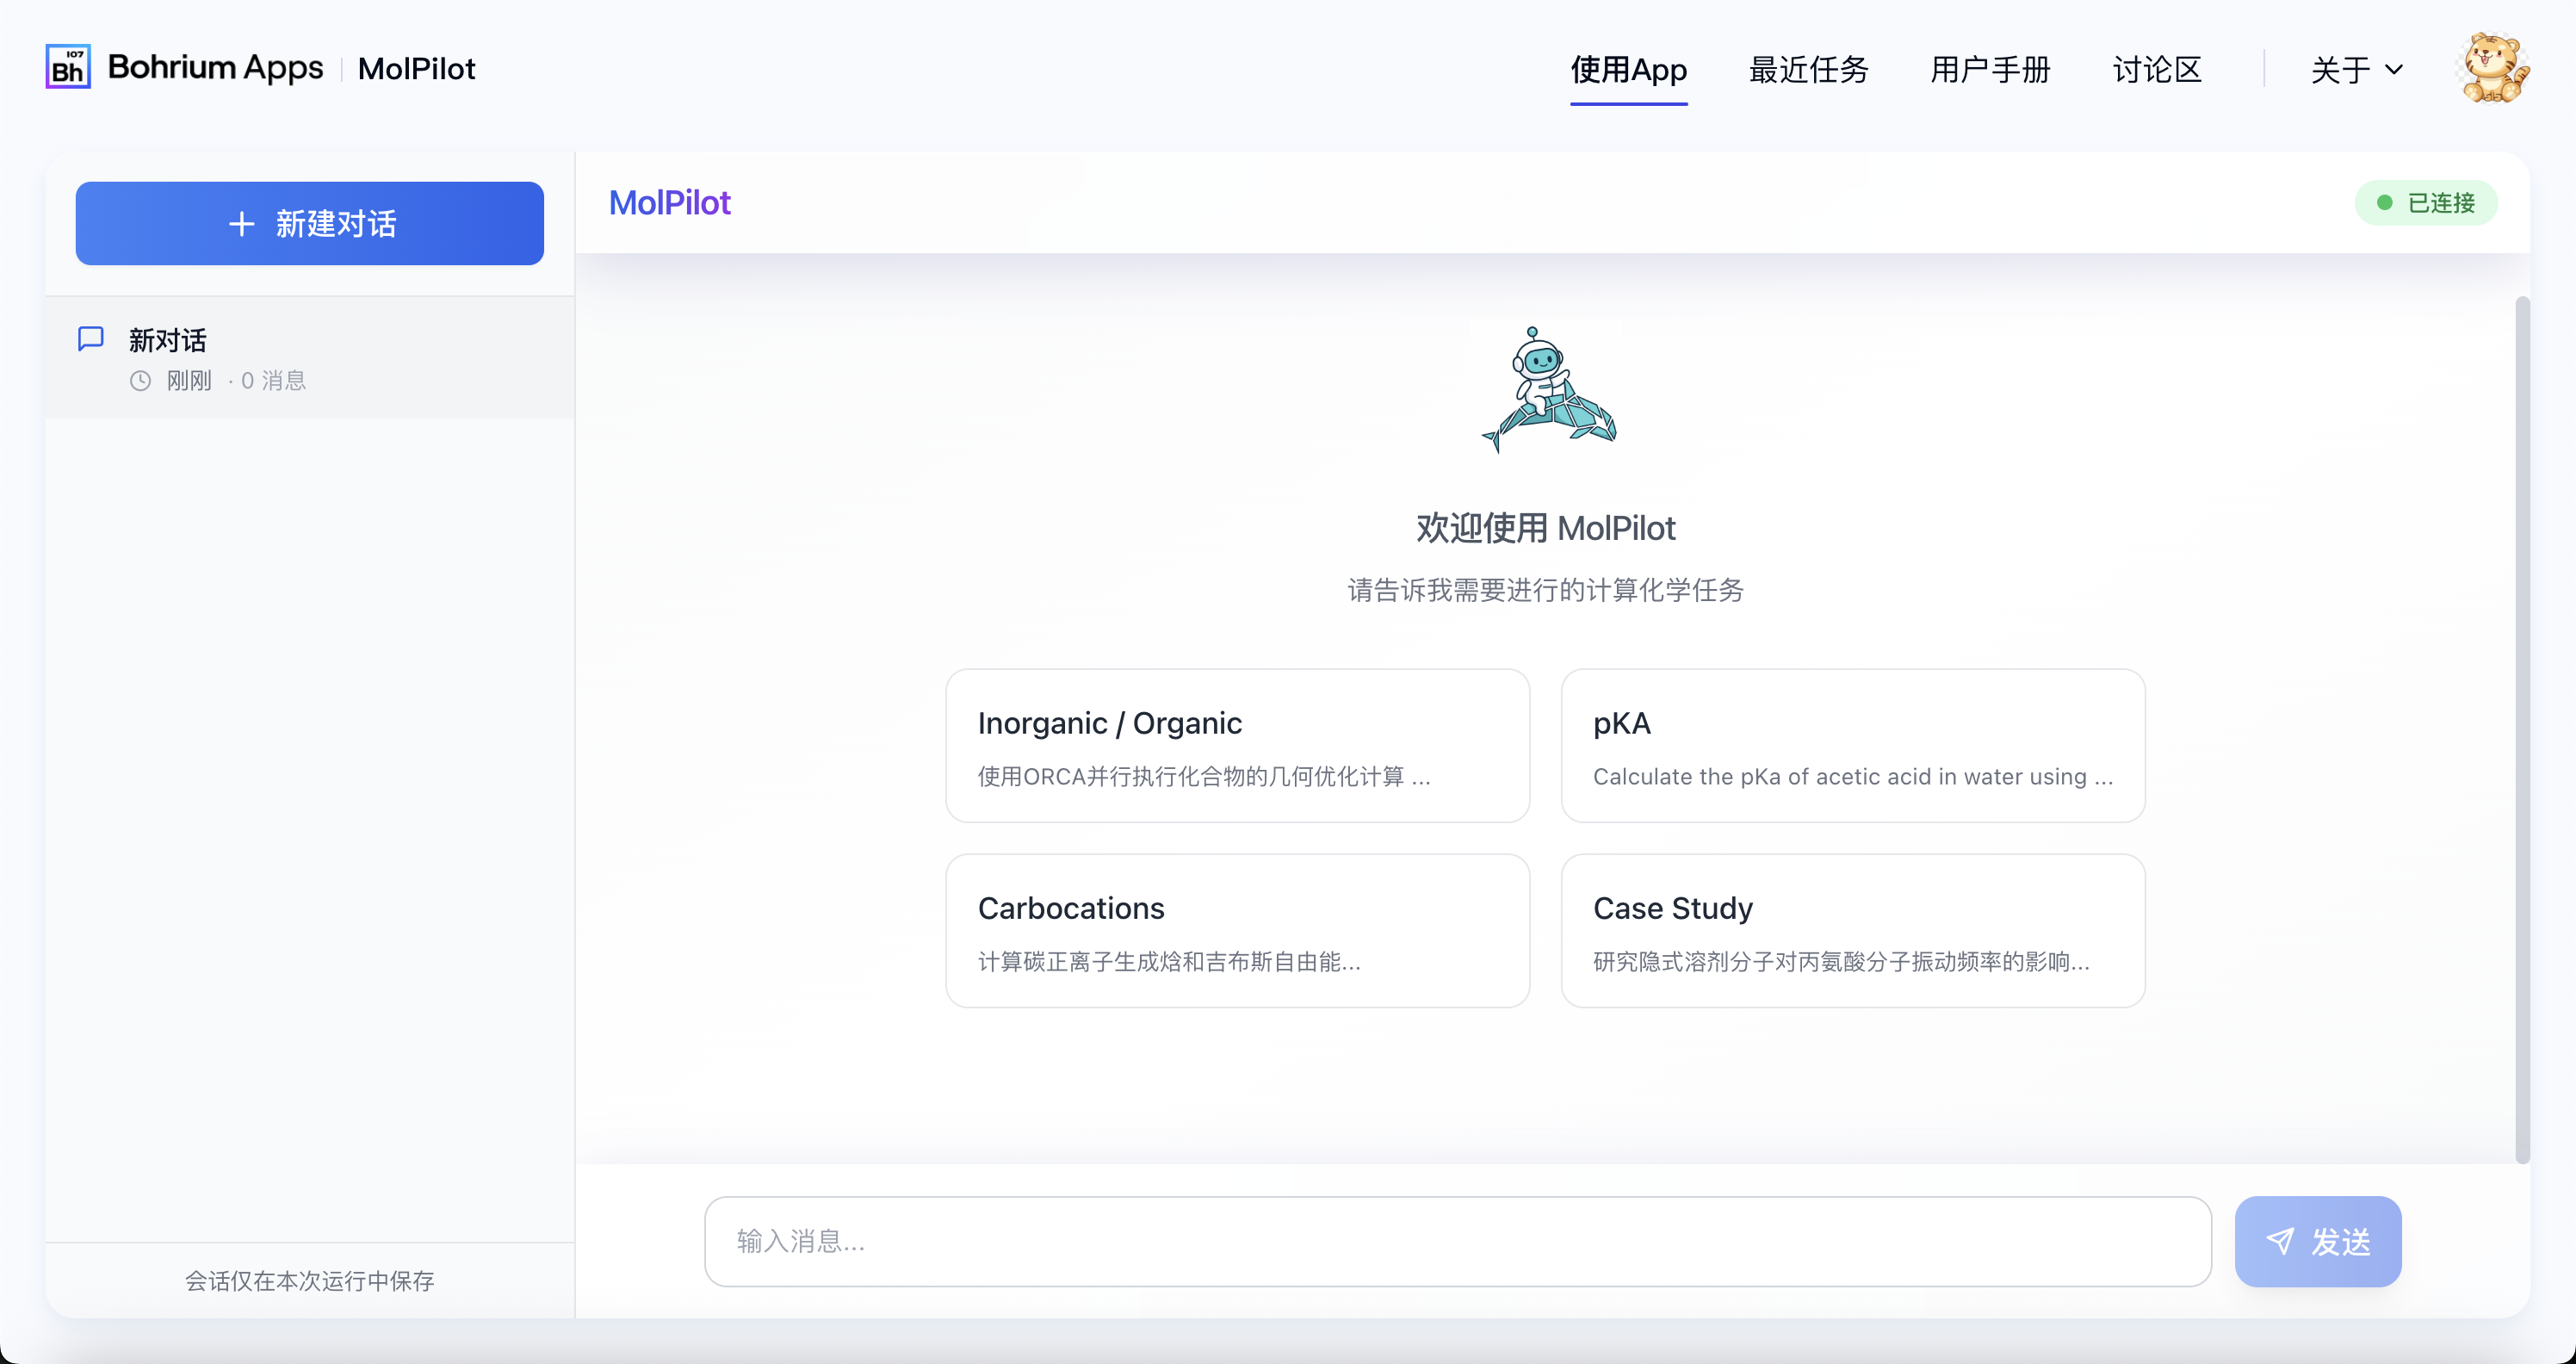 107
Bh
Bohrium Apps
MolPilot
使用App
最近任务
用户手册
讨论区
关于
新建对话
新对话
刚刚 · 0 消息
会话仅在本次运行中保存
MolPilot
已连接
欢迎使用 MolPilot
请告诉我需要进行的计算化学任务
Inorganic / Organic
使用ORCA并行执行化合物的几何优化计算 ...
pKA
Calculate the pKa of acetic acid in water using ...
Carbocations
计算碳正离子生成焓和吉布斯自由能...
Case Study
研究隐式溶剂分子对丙氨酸分子振动频率的影响...
输入消息...
发送